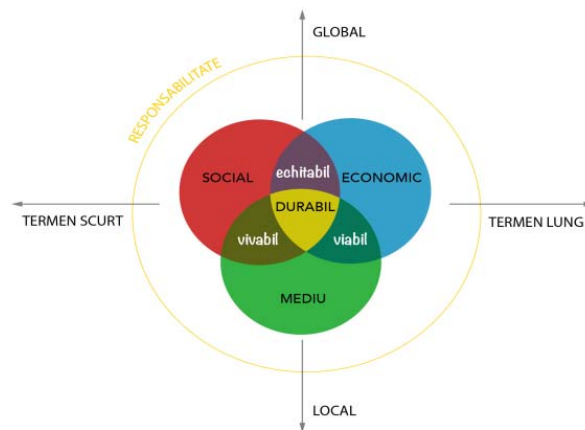 GLOBAL
RESPONSABILITATE
SOCIAL
echitabil
ECONOMIC
DURABIL
TERMEN SCURT
TERMEN LUNG
vivabil
viabil
MEDIU
LOCAL